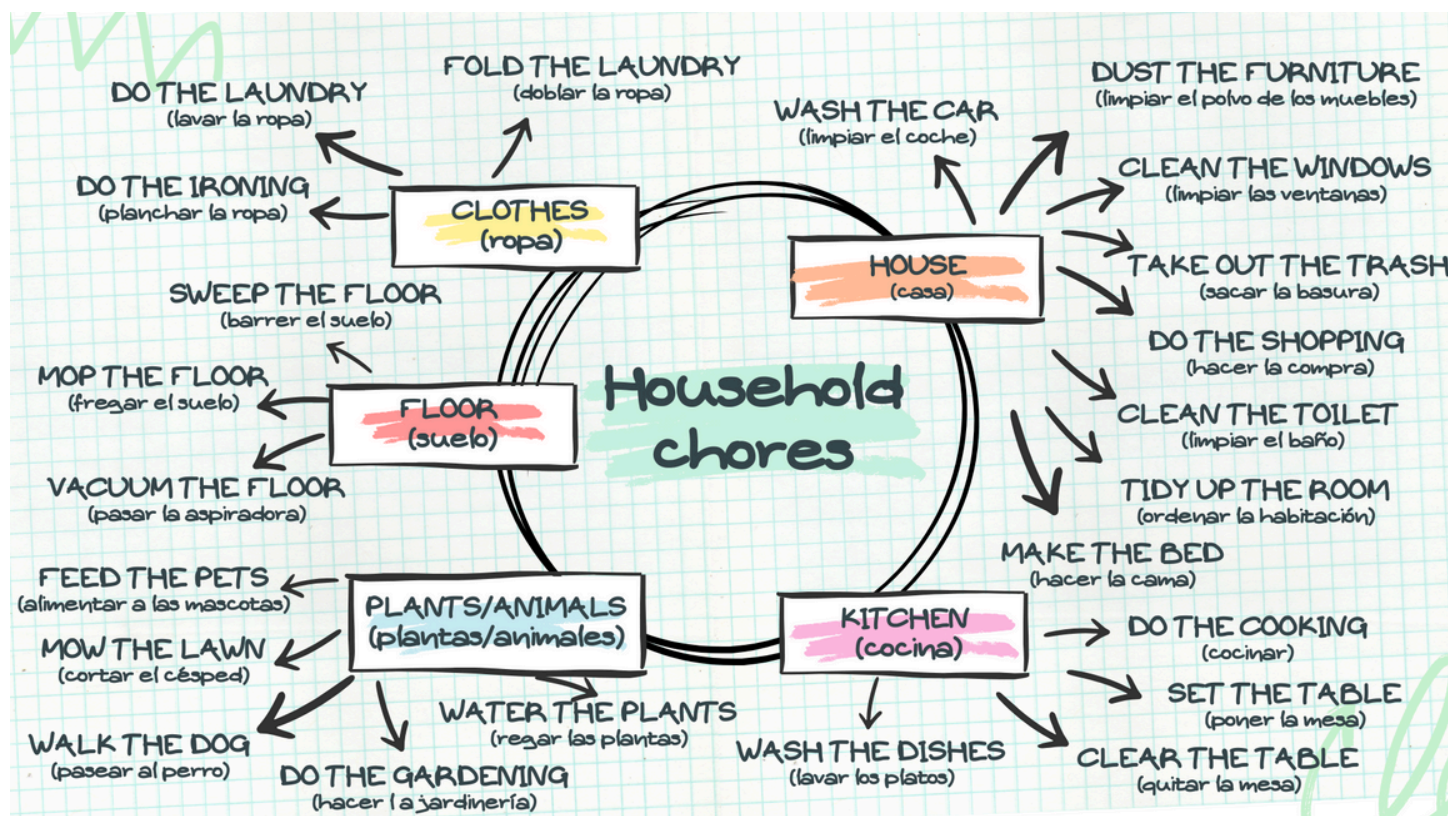 Household
chores
CLOTHES
(ropa)
DO THE LAUNDRY
(lavar la ropa)
FOLD THE LAUNDRY
(doblar la ropa)
DO THE IRONING
(planchar la ropa)
FLOOR
(suelo)
SWEEP THE FLOOR
(barrer el suelo)
MOP THE FLOOR
(fregar el suelo)
VACUUM THE FLOOR
(pasar la aspiradora)
PLANTS/ANIMALS
(plantas/animales)
FEED THE PETS
(alimentar a las mascotas)
MOW THE LAWN
(cortar el césped)
WALK THE DOG
(pasear al perro)
DO THE GARDENING
(hacer la jardinería)
WATER THE PLANTS
(regar las plantas)
HOUSE
(casa)
WASH THE CAR
(limpiar el coche)
DUST THE FURNITURE
(limpiar el polvo de los muebles)
CLEAN THE WINDOWS
(limpiar las ventanas)
TAKE OUT THE TRASH
(sacar la basura)
DO THE SHOPPING
(hacer la compra)
CLEAN THE TOILET
(limpiar el baño)
TIDY UP THE ROOM
(ordenar la habitación)
MAKE THE BED
(hacer la cama)
KITCHEN
(cocina)
DO THE COOKING
(cocinar)
SET THE TABLE
(poner la mesa)
CLEAR THE TABLE
(quitar la mesa)
WASH THE DISHES
(lavar los platos)